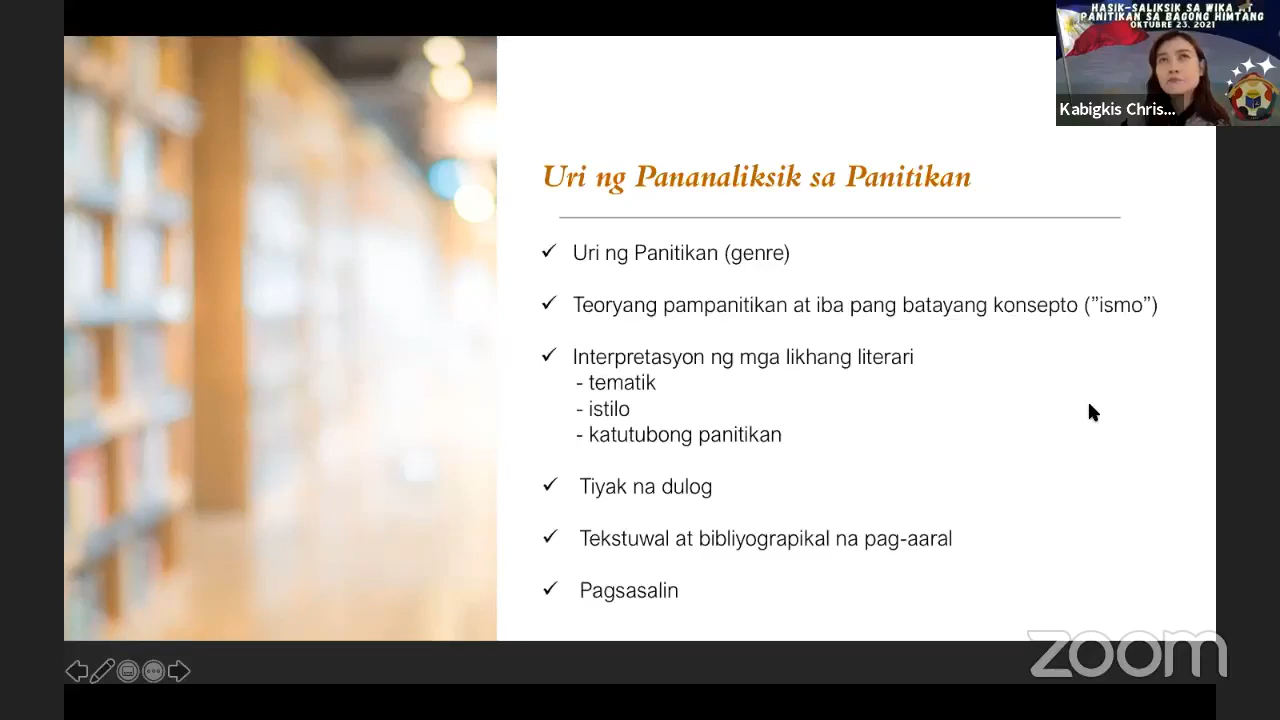 HASIK-SALIKSIK SA WIKA AT
PANITIKAN SA BAGONG HIMTANG
OKTUBRE 23, 2021
Kabigkis Chris...
Uri ng Pananaliksik sa Panitikan
✓ Uri ng Panitikan (genre)
✓ Teoryang pampanitikan at iba pang batayang konsepto (”ismo”)
✓ Interpretasyon ng mga likhang literari
- tematik
- istilo
- katutubong panitikan
✓ Tiyak na dulog
✓ Tekstuwal at bibliyograpikal na pag-aaral
✓ Pagsasalin
zoom